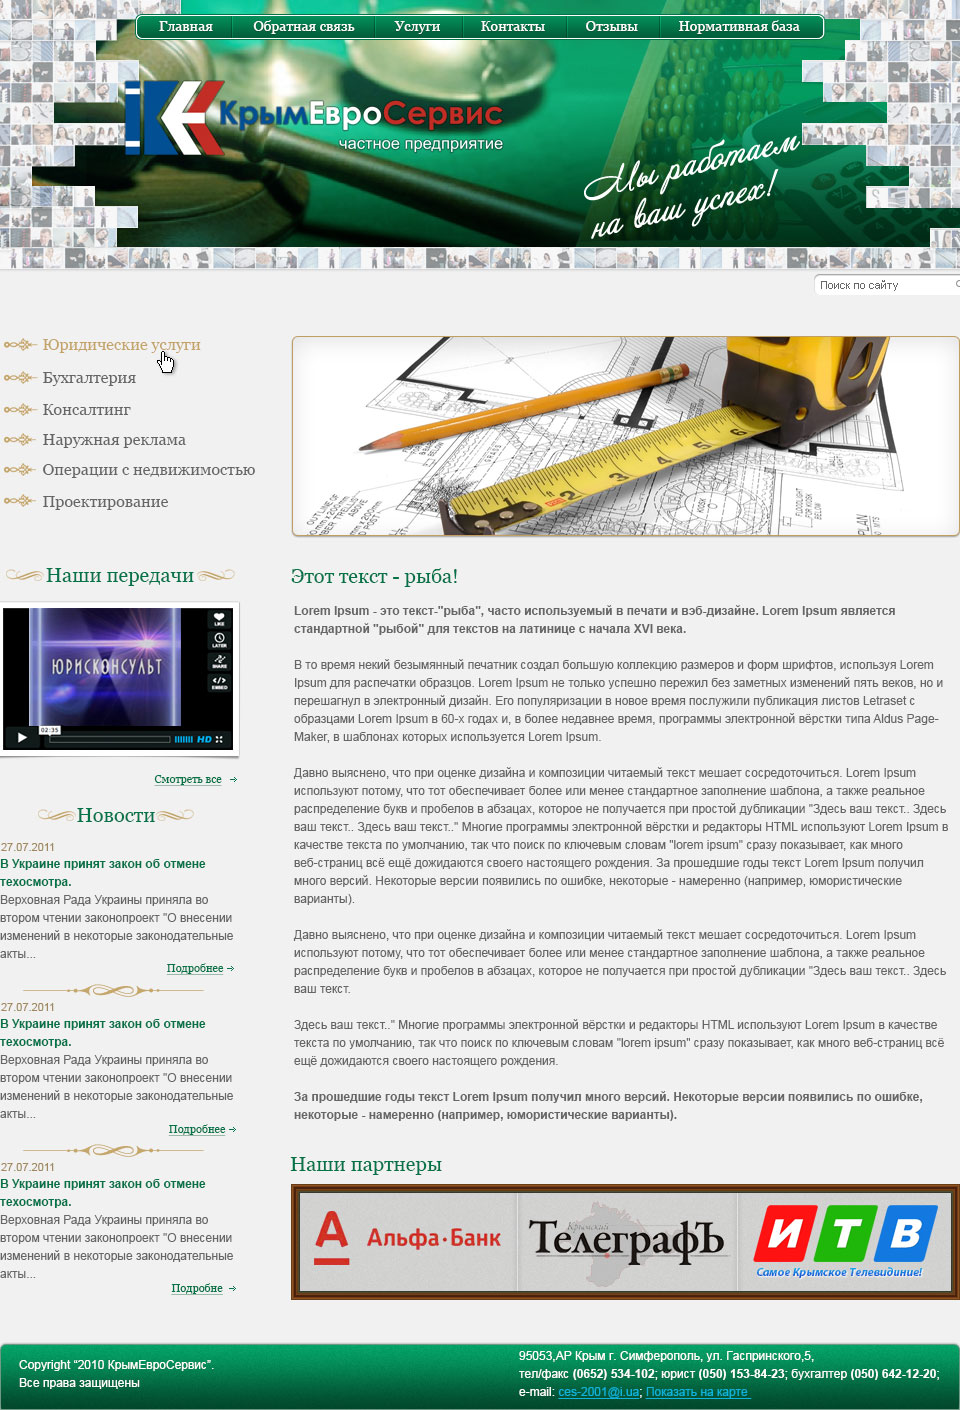 Главная Обратная связь Услуги Контакты Отзывы Нормативная база
КрымЕвроСервис
частное предприятие
Мы работаем
на ваш успех!
Поиск по сайту
Юридические услуги
Бухгалтерия
Консалтинг
Наружная реклама
Операции с недвижимостью
Проектирование
Наши передачи
ЮРИСКОНСУЛЬТ
LIKE
LATER
SHARE
EMBED
02:35
HD
Смотреть все
Новости
27.07.2011
В Украине принят закон об отмене
техосмотра.
Верховная Рада Украины приняла во
втором чтении законопроект "О внесении
изменений в некоторые законодательные
акты...
Подробнее
27.07.2011
В Украине принят закон об отмене
техосмотра.
Верховная Рада Украины приняла во
втором чтении законопроект "О внесении
изменений в некоторые законодательные
акты...
Подробнее
27.07.2011
В Украине принят закон об отмене
техосмотра.
Верховная Рада Украины приняла во
втором чтении законопроект "О внесении
изменений в некоторые законодательные
акты...
Подробне
Этот текст - рыба!
Lorem Ipsum - это текст-"рыба", часто используемый в печати и вэб-дизайне. Lorem Ipsum является
стандартной "рыбой" для текстов на латинице с начала XVI века.
В то время некий безымянный печатник создал большую коллекцию размеров и форм шрифтов, используя Lorem
Ipsum для распечатки образцов. Lorem Ipsum не только успешно пережил без заметных изменений пять веков, но и
перешагнул в электронный дизайн. Его популяризации в новое время послужили публикация листов Letraset с
образцами Lorem Ipsum в 60-х годах и, в более недавнее время, программы электронной вёрстки типа Aldus Page-
Maker, в шаблонах которых используется Lorem Ipsum.
Давно выяснено, что при оценке дизайна и композиции читаемый текст мешает сосредоточиться. Lorem Ipsum
используют потому, что тот обеспечивает более или менее стандартное заполнение шаблона, а также реальное
распределение букв и пробелов в абзацах, которое не получается при простой дубликации "Здесь ваш текст.. Здесь
ваш текст.. Здесь ваш текст.." Многие программы электронной вёрстки и редакторы HTML используют Lorem Ipsum в
качестве текста по умолчанию, так что поиск по ключевым словам "lorem ipsum" сразу показывает, как много
веб-страниц всё ещё дожидаются своего настоящего рождения. За прошедшие годы текст Lorem Ipsum получил
много версий. Некоторые версии появились по ошибке, некоторые - намеренно (например, юмористические
варианты).
Давно выяснено, что при оценке дизайна и композиции читаемый текст мешает сосредоточиться. Lorem Ipsum
используют потому, что тот обеспечивает более или менее стандартное заполнение шаблона, а также реальное
распределение букв и пробелов в абзацах, которое не получается при простой дубликации "Здесь ваш текст.. Здесь
ваш текст.
Здесь ваш текст.." Многие программы электронной вёрстки и редакторы HTML используют Lorem Ipsum в качестве
текста по умолчанию, так что поиск по ключевым словам "lorem ipsum" сразу показывает, как много веб-страниц всё
ещё дожидаются своего настоящего рождения.
За прошедшие годы текст Lorem Ipsum получил много версий. Некоторые версии появились по ошибке,
некоторые - намеренно (например, юмористические варианты).
Наши партнеры
А Альфа·Банк
Крымский
ТелеграфЪ
ИТВ
Самое Крымское Телевидиние!
Copyright “2010 КрымЕвроСервис”.
Все права защищены
95053,АР Крым г. Симферополь, ул. Гаспринского,5,
тел/факс (0652) 534-102; юрист (050) 153-84-23; бухгалтер (050) 642-12-20;
e-mail: ces-2001@i.ua; Показать на карте